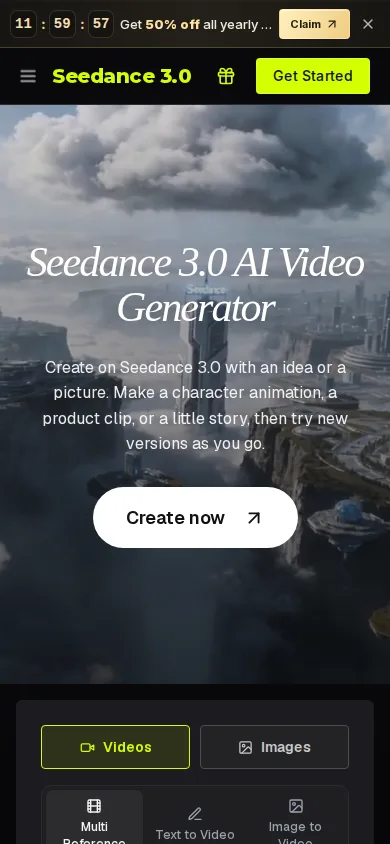 11 : 59 : 57 Get 50% off all yearly ... Claim
Seedance 3.0 Get Started
Seedance 3.0 AI Video
Generator
Seedance
Create on Seedance 3.0 with an idea or a
picture. Make a character animation, a
product clip, or a little story, then try new
versions as you go.
Create now
Videos Images
Multi
Reference
Text to Video
Image to
Video